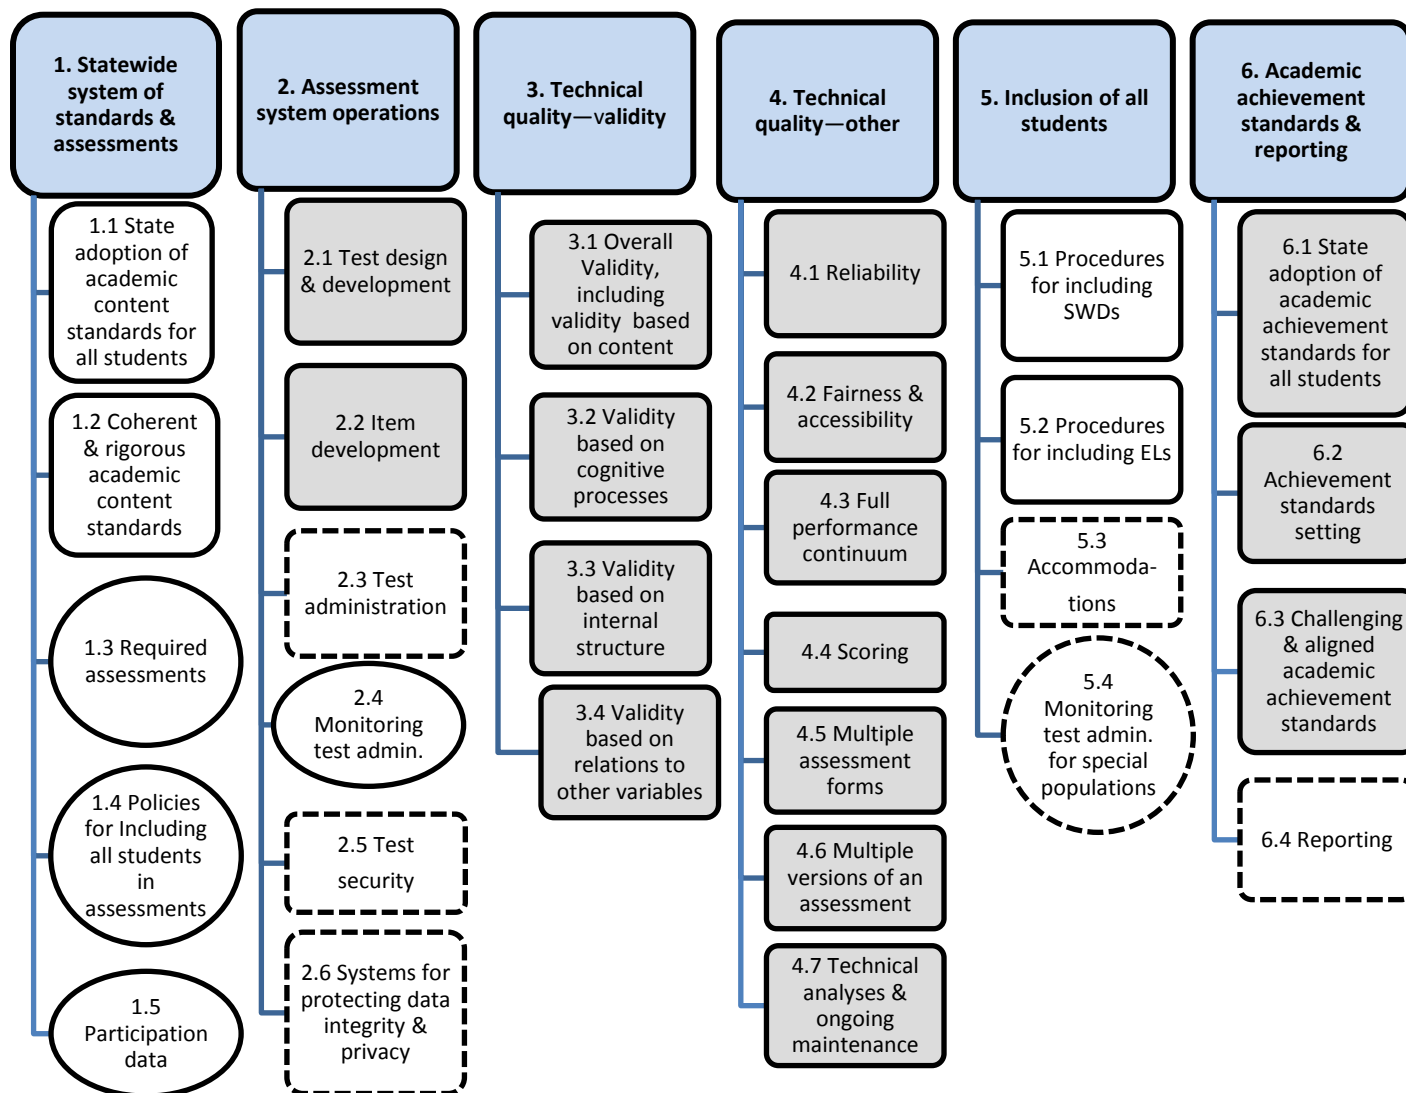 1. Statewide
system of
standards &
assessments
1.1 State
adoption of
academic
content
standards for
all students
1.2 Coherent
& rigorous
academic
content
standards
1.3 Required
assessments
1.4 Policies
for Including
all students
in
assessments
1.5
Participation
data
2. Assessment
system operations
2.1 Test design
& development
2.2 Item
development
2.3 Test
administration
2.4
Monitoring
test admin.
2.5 Test
security
2.6 Systems for
protecting data
integrity &
privacy
3. Technical
quality—validity
3.1 Overall
Validity,
including
validity based
on content
3.2 Validity
based on
cognitive
processes
3.3 Validity
based on
internal
structure
3.4 Validity
based on
relations to
other variables
4. Technical
quality—other
4.1 Reliability
4.2 Fairness &
accessibility
4.3 Full
performance
continuum
4.4 Scoring
4.5 Multiple
assessment
forms
4.6 Multiple
versions of an
assessment
4.7 Technical
analyses &
ongoing
maintenance
5. Inclusion of all
students
5.1 Procedures
for including
SWDs
5.2 Procedures
for including ELs
5.3
Accommoda-
tions
5.4
Monitoring
test admin.
for special
populations
6. Academic
achievement
standards &
reporting
6.1 State
adoption of
academic
achievement
standards for
all students
6.2
Achievement
standards
setting
6.3 Challenging
& aligned
academic
achievement
standards
6.4 Reporting